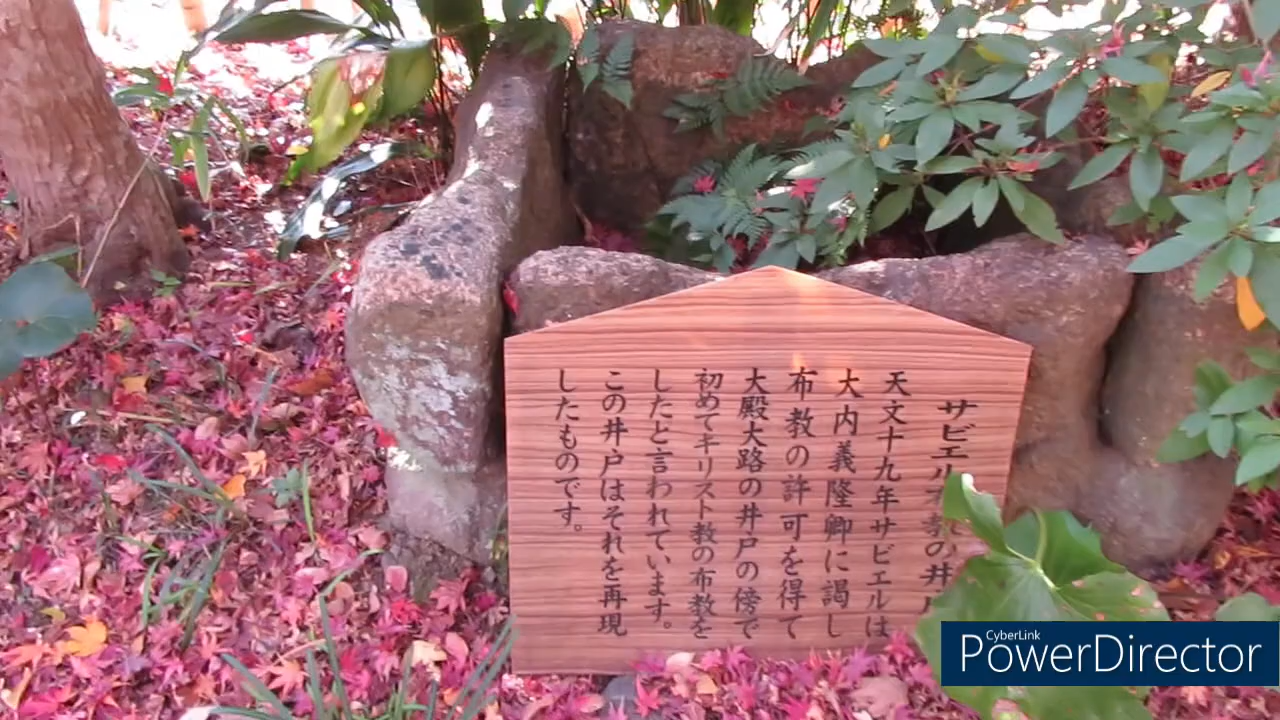 サビエル布教の井戸
天文十九年サビエルは
大内義隆卿に謁し
布教の許可を得て
大殿大路の井戸の傍で
初めてキリスト教の布教を
したと言われています。
この井戸はそれを再現
したものです。
CyberLink
PowerDirector